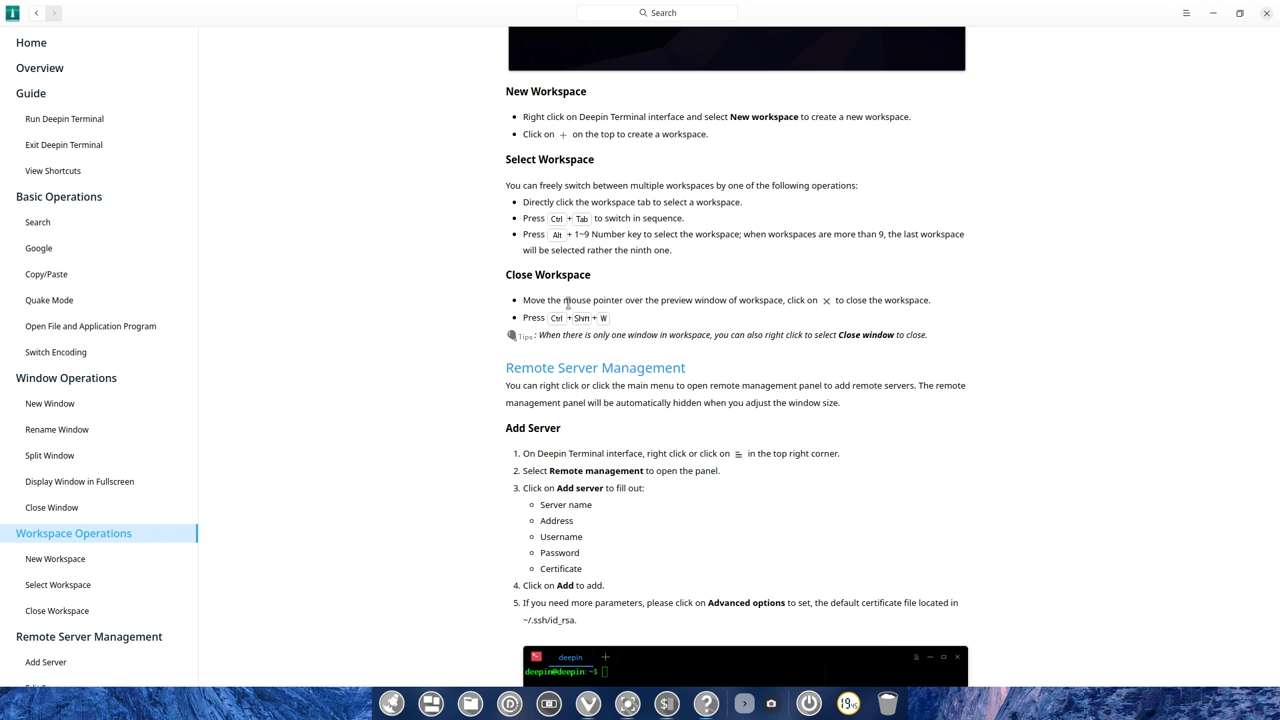 Search
Home
Overview
Guide
Run Deepin Terminal
Exit Deepin Terminal
View Shortcuts
Basic Operations
Search
Google
Copy/Paste
Quake Mode
Open File and Application Program
Switch Encoding
Window Operations
New Window
Rename Window
Split Window
Display Window in Fullscreen
Close Window
Workspace Operations
New Workspace
Select Workspace
Close Workspace
Remote Server Management
Add Server
New Workspace
• Right click on Deepin Terminal interface and select New workspace to create a new workspace.
• Click on + on the top to create a workspace.
Select Workspace
You can freely switch between multiple workspaces by one of the following operations:
• Directly click the workspace tab to select a workspace.
• Press Ctrl + Tab to switch in sequence.
• Press Alt + 1~9 Number key to select the workspace; when workspaces are more than 9, the last workspace
will be selected rather the ninth one.
Close Workspace
• Move the mouse pointer over the preview window of workspace, click on × to close the workspace.
• Press Ctrl + Shift + W
Tips : When there is only one window in workspace, you can also right click to select Close window to close.
Remote Server Management
You can right click or click the main menu to open remote management panel to add remote servers. The remote
management panel will be automatically hidden when you adjust the window size.
Add Server
1. On Deepin Terminal interface, right click or click on in the top right corner.
2. Select Remote management to open the panel.
3. Click on Add server to fill out:
Server name
Address
Username
Password
Certificate
4. Click on Add to add.
5. If you need more parameters, please click on Advanced options to set, the default certificate file located in
~/.ssh/id_rsa.
deepin +
deepin@deepin:~$
19 45